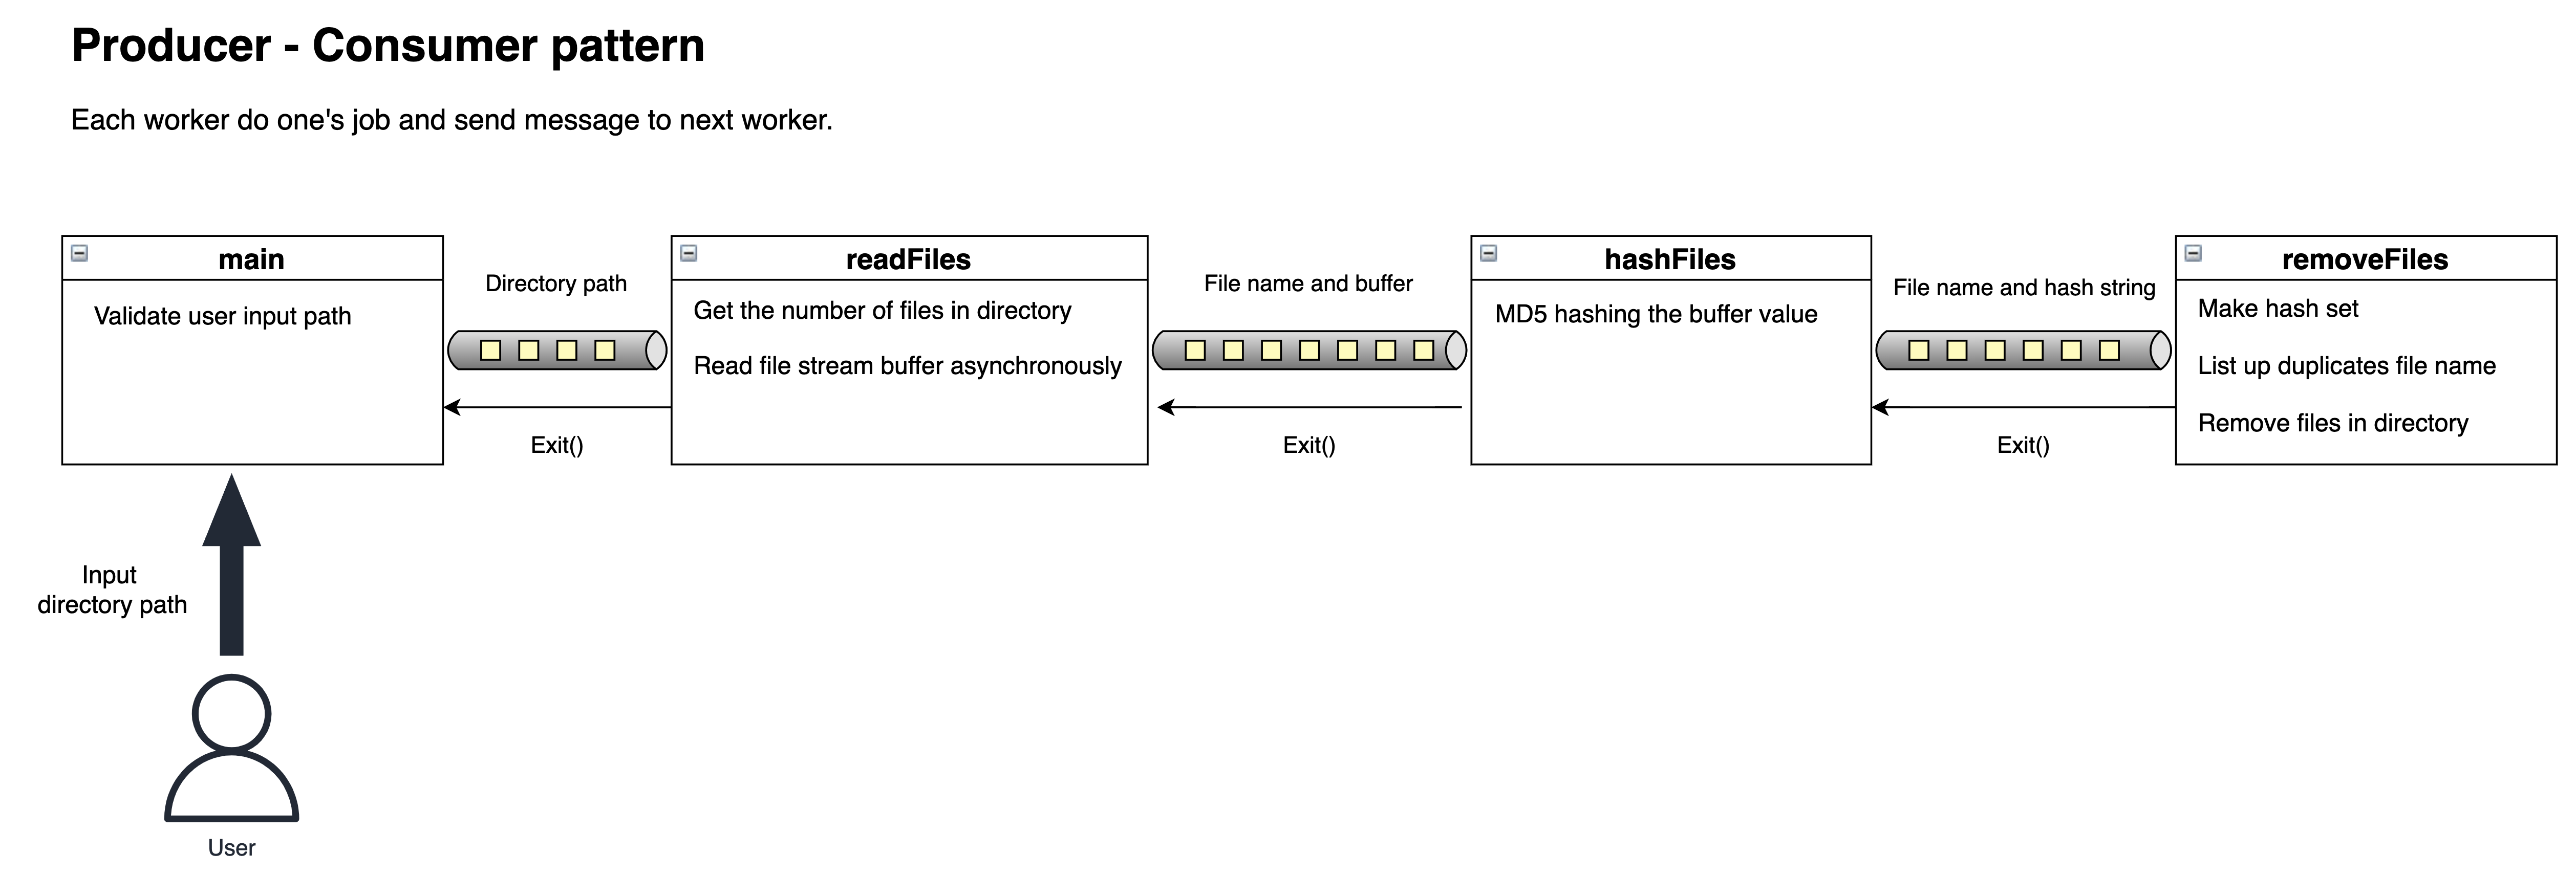 Producer - Consumer pattern
Each worker do one's job and send message to next worker.
main
Validate user input path
Directory path
Exit()
readFiles
Get the number of files in directory
Read file stream buffer asynchronously
File name and buffer
Exit()
hashFiles
MD5 hashing the buffer value
File name and hash string
Exit()
removeFiles
Make hash set
List up duplicates file name
Remove files in directory
Input
directory path
User